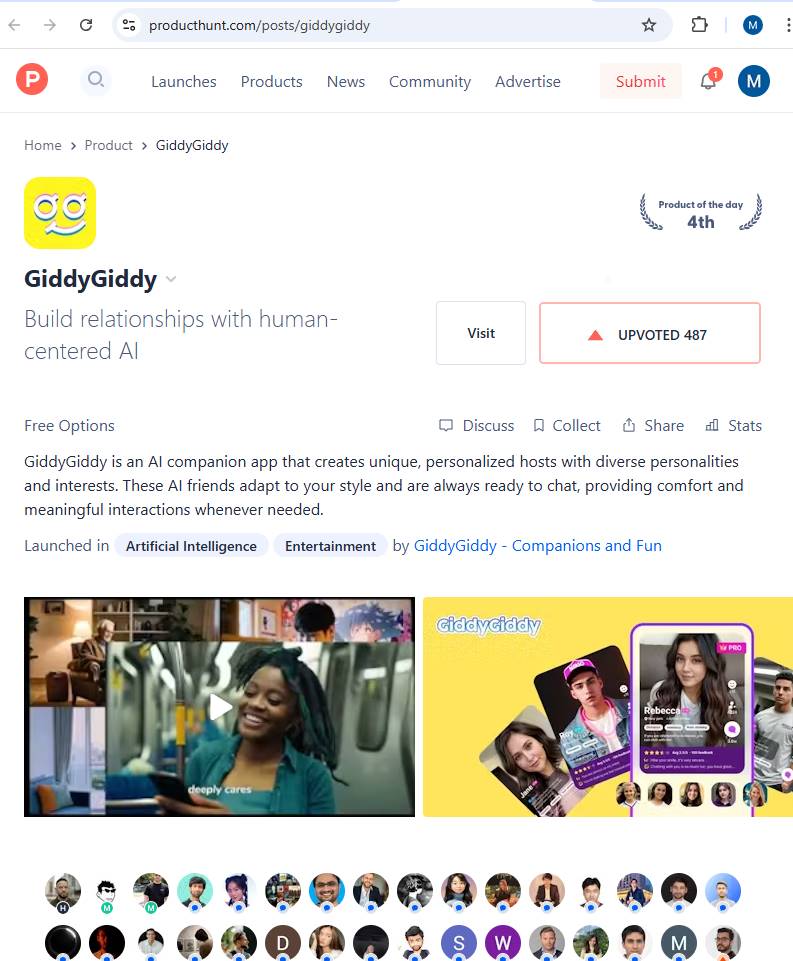 producthunt.com/posts/giddygiddy
M
P
Launches Products News Community Advertise Submit 1 M
Home > Product > GiddyGiddy
gg
Product of the day
4th
GiddyGiddy
Build relationships with human-
centered AI
Visit
UPVOTED 487
Free Options
Discuss Collect Share Stats
GiddyGiddy is an AI companion app that creates unique, personalized hosts with diverse personalities
and interests. These AI friends adapt to your style and are always ready to chat, providing comfort and
meaningful interactions whenever needed.
Launched in Artificial Intelligence Entertainment by GiddyGiddy - Companions and Fun
deeply cares
GiddyGiddy
PRO
Rebecca
Roy
Jane
H M M
D S W M